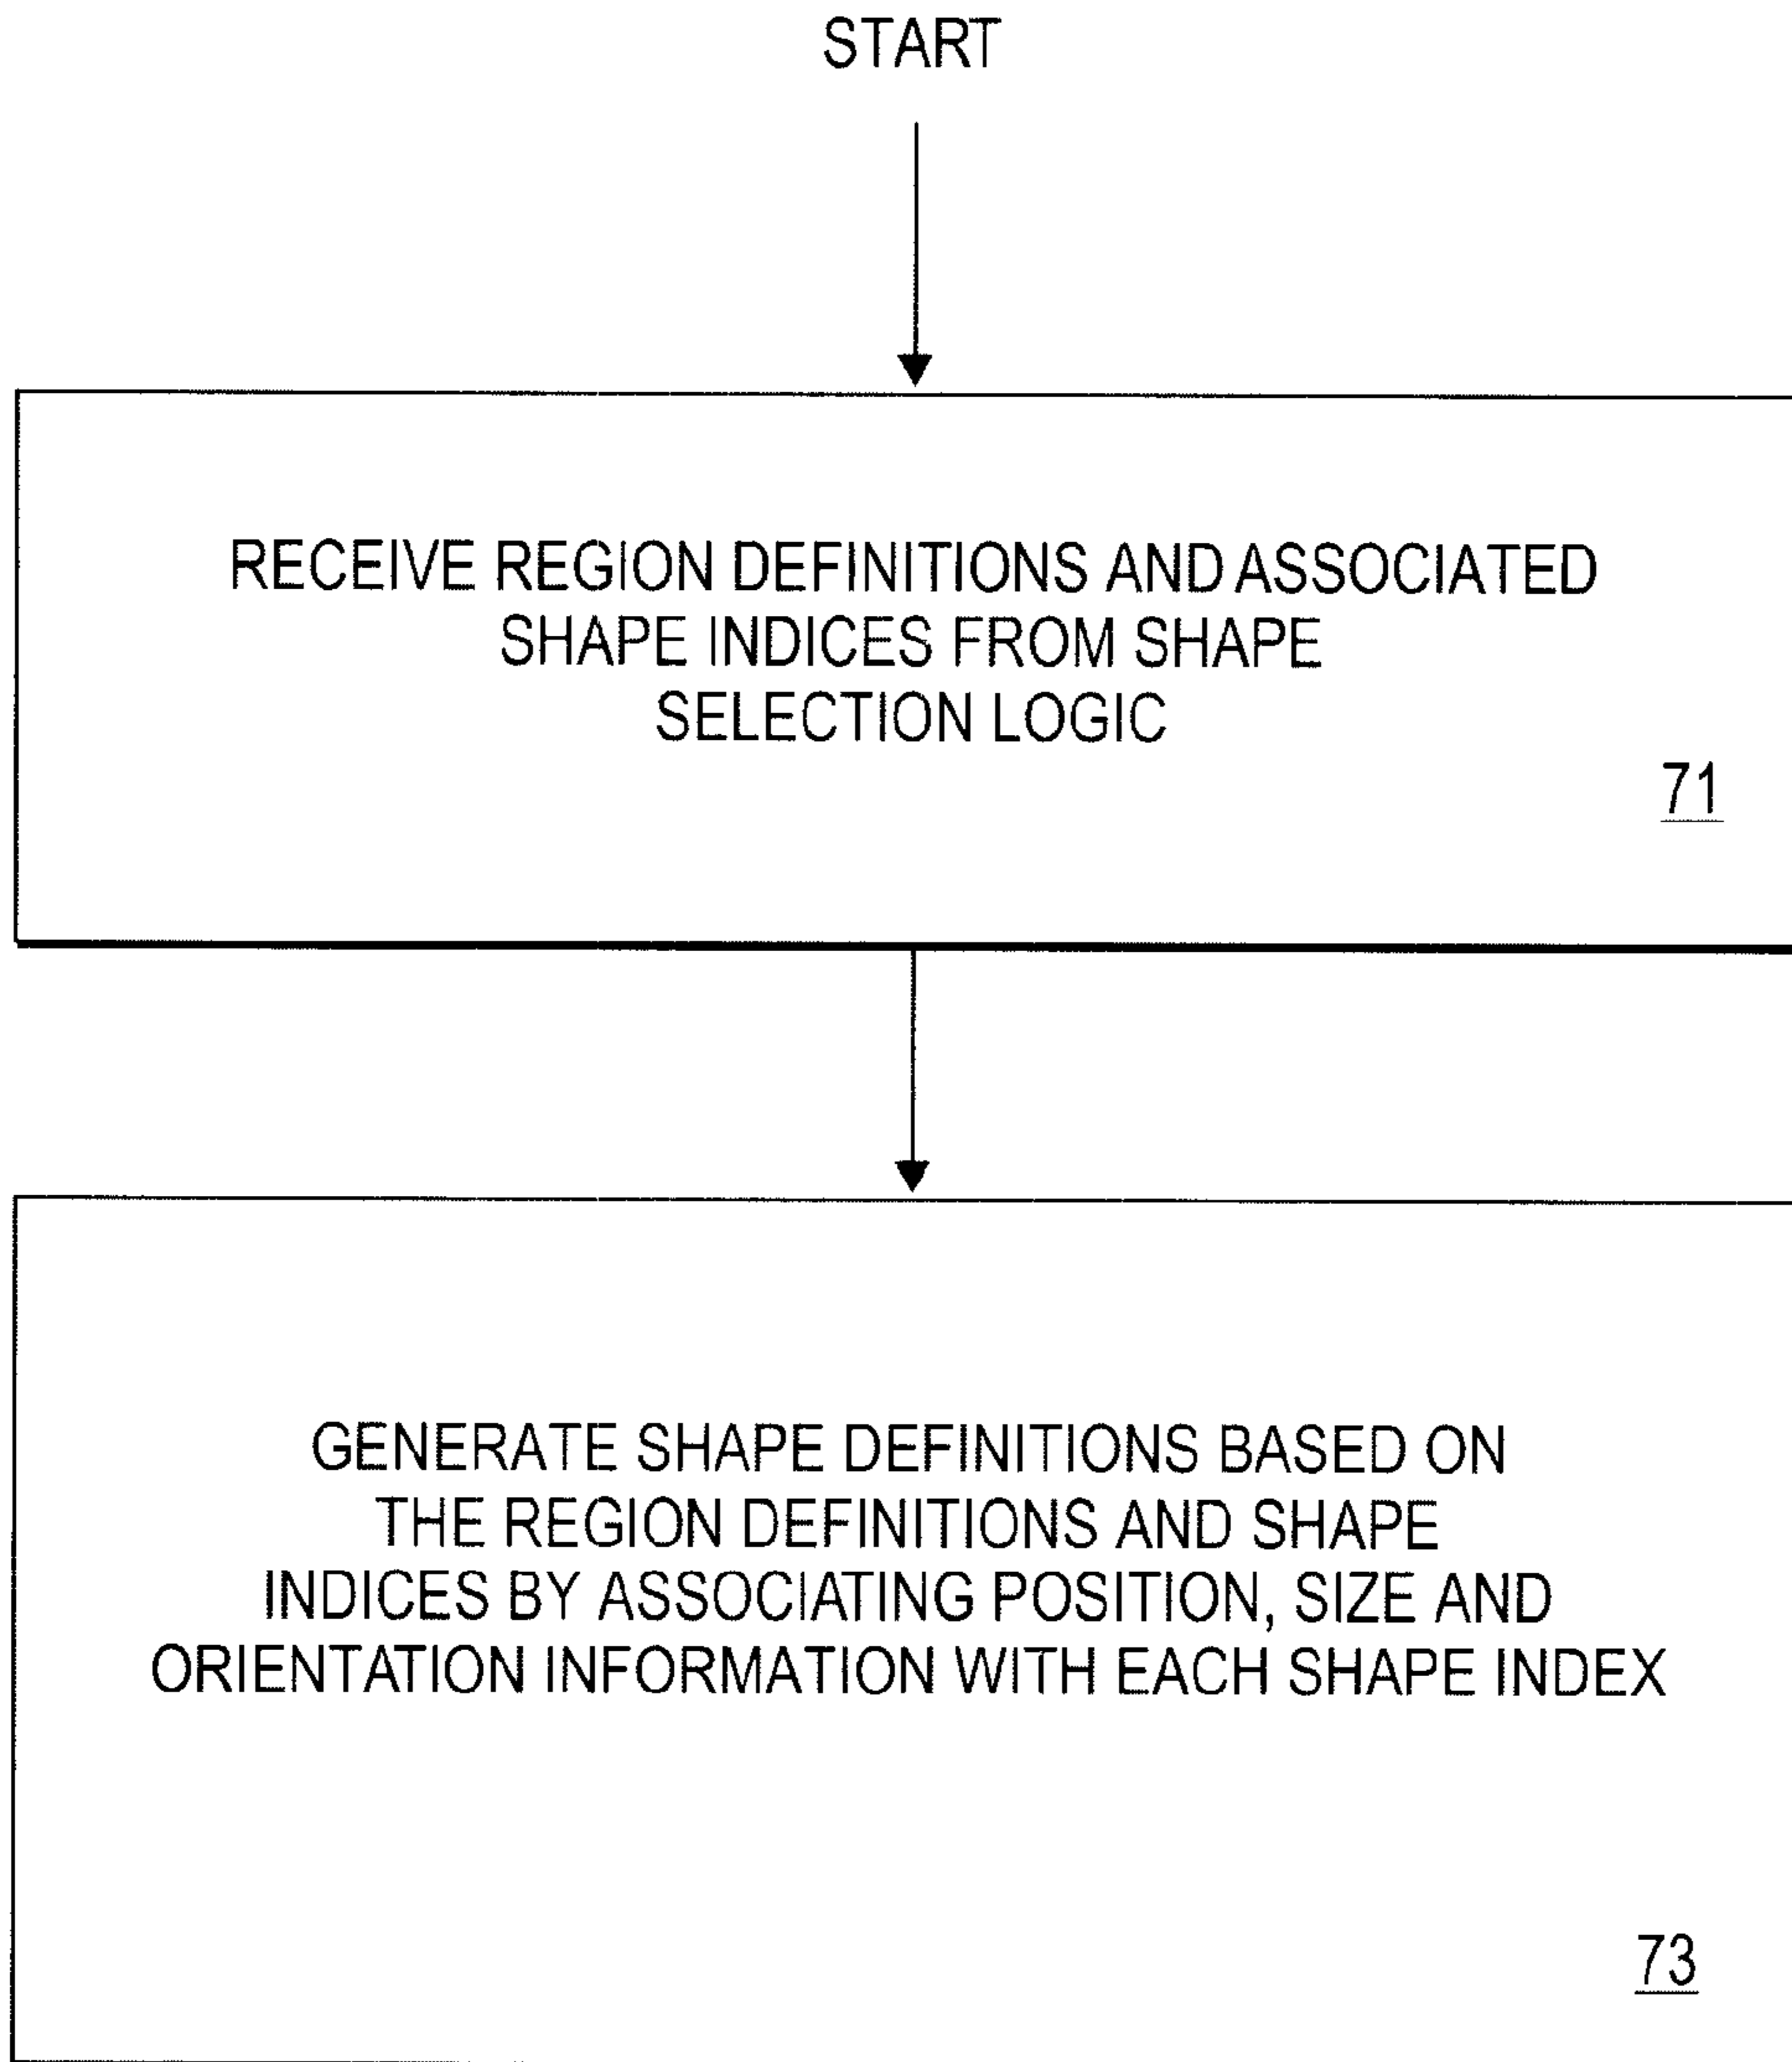 START
RECEIVE REGION DEFINITIONS AND ASSOCIATED
SHAPE INDICES FROM SHAPE
SELECTION LOGIC
71
GENERATE SHAPE DEFINITIONS BASED ON
THE REGION DEFINITIONS AND SHAPE
INDICES BY ASSOCIATING POSITION, SIZE AND
ORIENTATION INFORMATION WITH EACH SHAPE INDEX
73